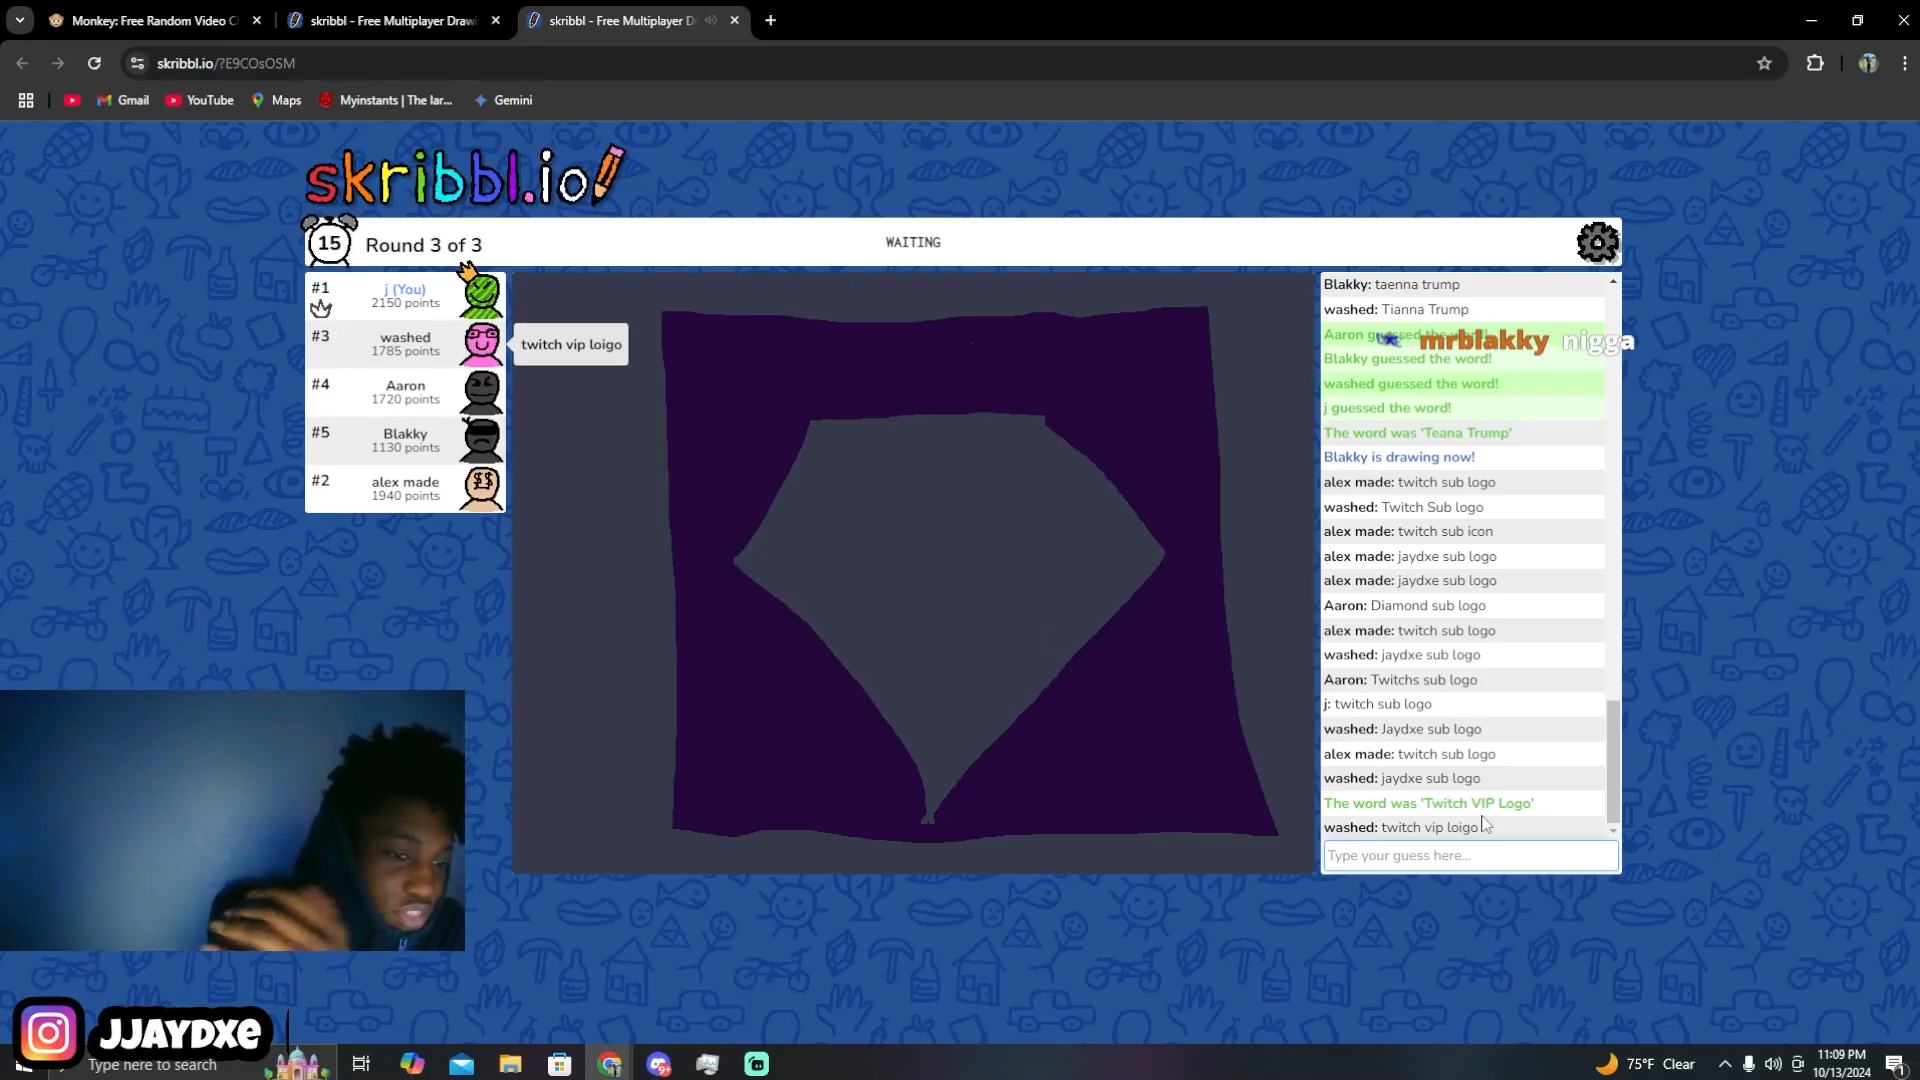 Monkey: Free Random Video C
skribbl - Free Multiplayer Drawi
skribbl - Free Multiplayer D
skribbl.io/?E9COsOSM
Gmail
YouTube
Maps
Myinstants | The lar...
Gemini
skribbl.io
15
Round 3 of 3
WAITING
#1
j (You)
2150 points
#3
washed
1785 points
twitch vip loigo
#4
Aaron
1720 points
#5
Blakky
1130 points
#2
alex made
1940 points
Blakky: taenna trump
washed: Tianna Trump
Aaron guessed the word!
mrblakky nigga
Blakky guessed the word!
washed guessed the word!
j guessed the word!
The word was 'Teana Trump'
Blakky is drawing now!
alex made: twitch sub logo
washed: Twitch Sub logo
alex made: twitch sub icon
alex made: jaydxe sub logo
alex made: jaydxe sub logo
Aaron: Diamond sub logo
alex made: twitch sub logo
washed: jaydxe sub logo
Aaron: Twitchs sub logo
j: twitch sub logo
washed: Jaydxe sub logo
alex made: twitch sub logo
washed: jaydxe sub logo
The word was 'Twitch VIP Logo'
washed: twitch vip loigo
Type your guess here...
JJAYDXE
Type here to search
9+
75°F Clear
11:09 PM
10/13/2024
1